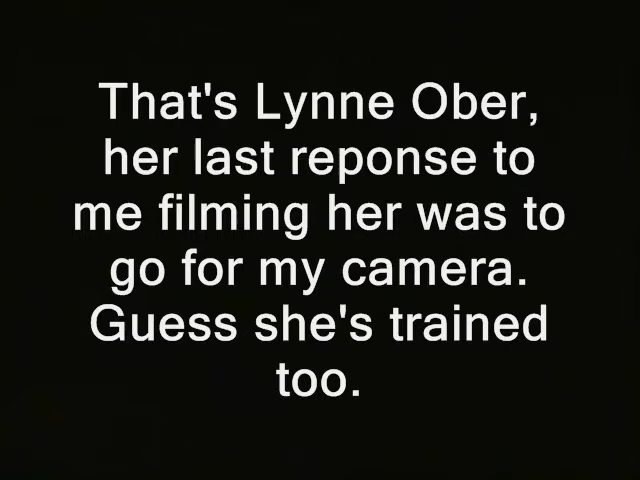 That's Lynne Ober,
her last reponse to
me filming her was to
go for my camera.
Guess she's trained
too.